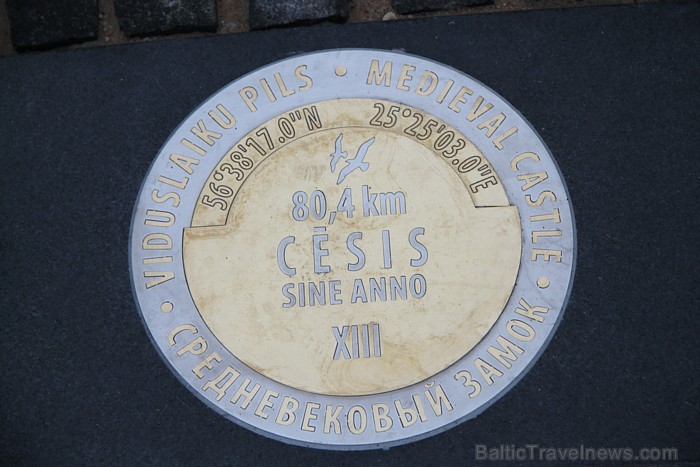 VIDUSLAIKU PILS • MEDIEVAL CASTLE •
СРЕДНЕВЕКОВЫЙ ЗАМОК •
56°38'17.0"N 25°25'03.0"E
80,4 km
CĒSIS
SINE ANNO
XIII
BalticTravelnews.com